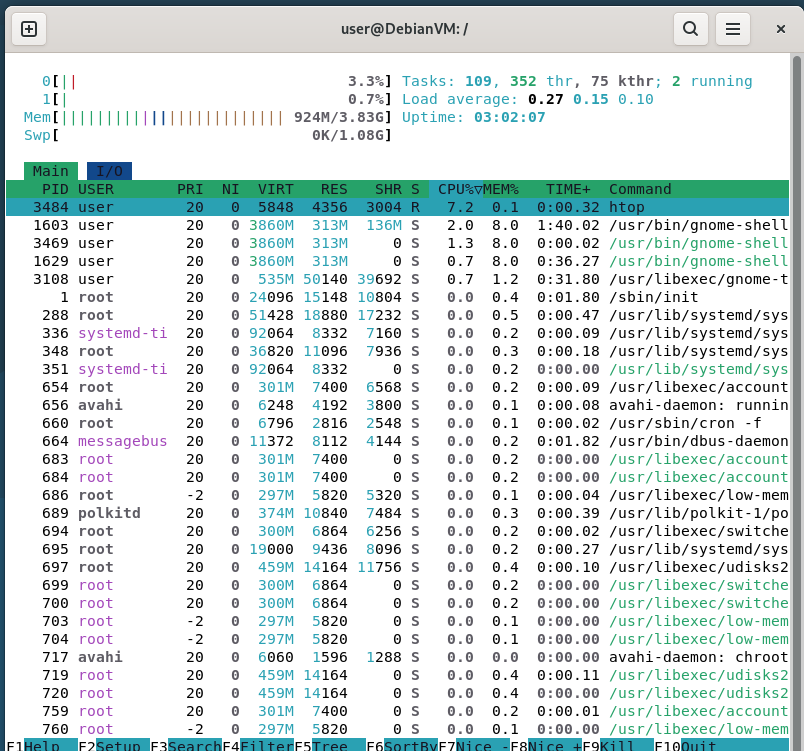 user@DebianVM: /
0[|| 3.3%] Tasks: 109, 352 thr, 75 kthr; 2 running
1[| 0.7%] Load average: 0.27 0.15 0.10
Mem[||||||||||||||||||||||||| 924M/3.83G] Uptime: 03:02:07
Swp[ 0K/1.08G]
Main I/O
PID USER PRI NI VIRT RES SHR S CPU%▽MEM% TIME+ Command
3484 user 20 0 5848 4356 3004 R 7.2 0.1 0:00.32 htop
1603 user 20 0 3860M 313M 136M S 2.0 8.0 1:40.02 /usr/bin/gnome-shell
3469 user 20 0 3860M 313M 0 S 1.3 8.0 0:00.02 /usr/bin/gnome-shell
1629 user 20 0 3860M 313M 0 S 0.7 8.0 0:36.27 /usr/bin/gnome-shell
3108 user 20 0 535M 50140 39692 S 0.7 1.2 0:31.80 /usr/libexec/gnome-t
1 root 20 0 24096 15148 10804 S 0.0 0.4 0:01.80 /sbin/init
288 root 20 0 51428 18880 17232 S 0.0 0.5 0:00.47 /usr/lib/systemd/sys
336 systemd-ti 20 0 92064 8332 7160 S 0.0 0.2 0:00.09 /usr/lib/systemd/sys
348 root 20 0 36820 11096 7936 S 0.0 0.3 0:00.18 /usr/lib/systemd/sys
351 systemd-ti 20 0 92064 8332 0 S 0.0 0.2 0:00.00 /usr/lib/systemd/sys
654 root 20 0 301M 7400 6568 S 0.0 0.2 0:00.09 /usr/libexec/account
656 avahi 20 0 6248 4192 3800 S 0.0 0.1 0:00.08 avahi-daemon: runnin
660 root 20 0 6796 2816 2548 S 0.0 0.1 0:00.02 /usr/sbin/cron -f
664 messagebus 20 0 11372 8112 4144 S 0.0 0.2 0:01.82 /usr/bin/dbus-daemon
683 root 20 0 301M 7400 0 S 0.0 0.2 0:00.00 /usr/libexec/account
684 root 20 0 301M 7400 0 S 0.0 0.2 0:00.00 /usr/libexec/account
686 root -2 0 297M 5820 5320 S 0.0 0.1 0:00.04 /usr/libexec/low-mem
689 polkitd 20 0 374M 10840 7484 S 0.0 0.3 0:00.39 /usr/lib/polkit-1/po
694 root 20 0 300M 6864 6256 S 0.0 0.2 0:00.02 /usr/libexec/switche
695 root 20 0 19000 9436 8096 S 0.0 0.2 0:00.27 /usr/lib/systemd/sys
697 root 20 0 459M 14164 11756 S 0.0 0.4 0:00.10 /usr/libexec/udisks2
699 root 20 0 300M 6864 0 S 0.0 0.2 0:00.00 /usr/libexec/switche
700 root 20 0 300M 6864 0 S 0.0 0.2 0:00.00 /usr/libexec/switche
703 root -2 0 297M 5820 0 S 0.0 0.1 0:00.00 /usr/libexec/low-mem
704 root -2 0 297M 5820 0 S 0.0 0.1 0:00.00 /usr/libexec/low-mem
717 avahi 20 0 6060 1596 1288 S 0.0 0.0 0:00.00 avahi-daemon: chroot
719 root 20 0 459M 14164 0 S 0.0 0.4 0:00.11 /usr/libexec/udisks2
720 root 20 0 459M 14164 0 S 0.0 0.4 0:00.00 /usr/libexec/udisks2
759 root 20 0 301M 7400 0 S 0.0 0.2 0:00.01 /usr/libexec/account
760 root -2 0 297M 5820 0 S 0.0 0.1 0:00.00 /usr/libexec/low-mem
F1Help F2Setup F3SearchF4FilterF5Tree F6SortByF7Nice -F8Nice +F9Kill F10Quit